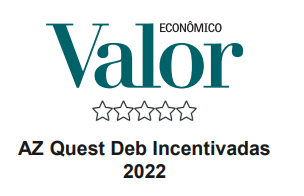 ECONÔMICO
Valor
AZ Quest Deb Incentivadas
2022